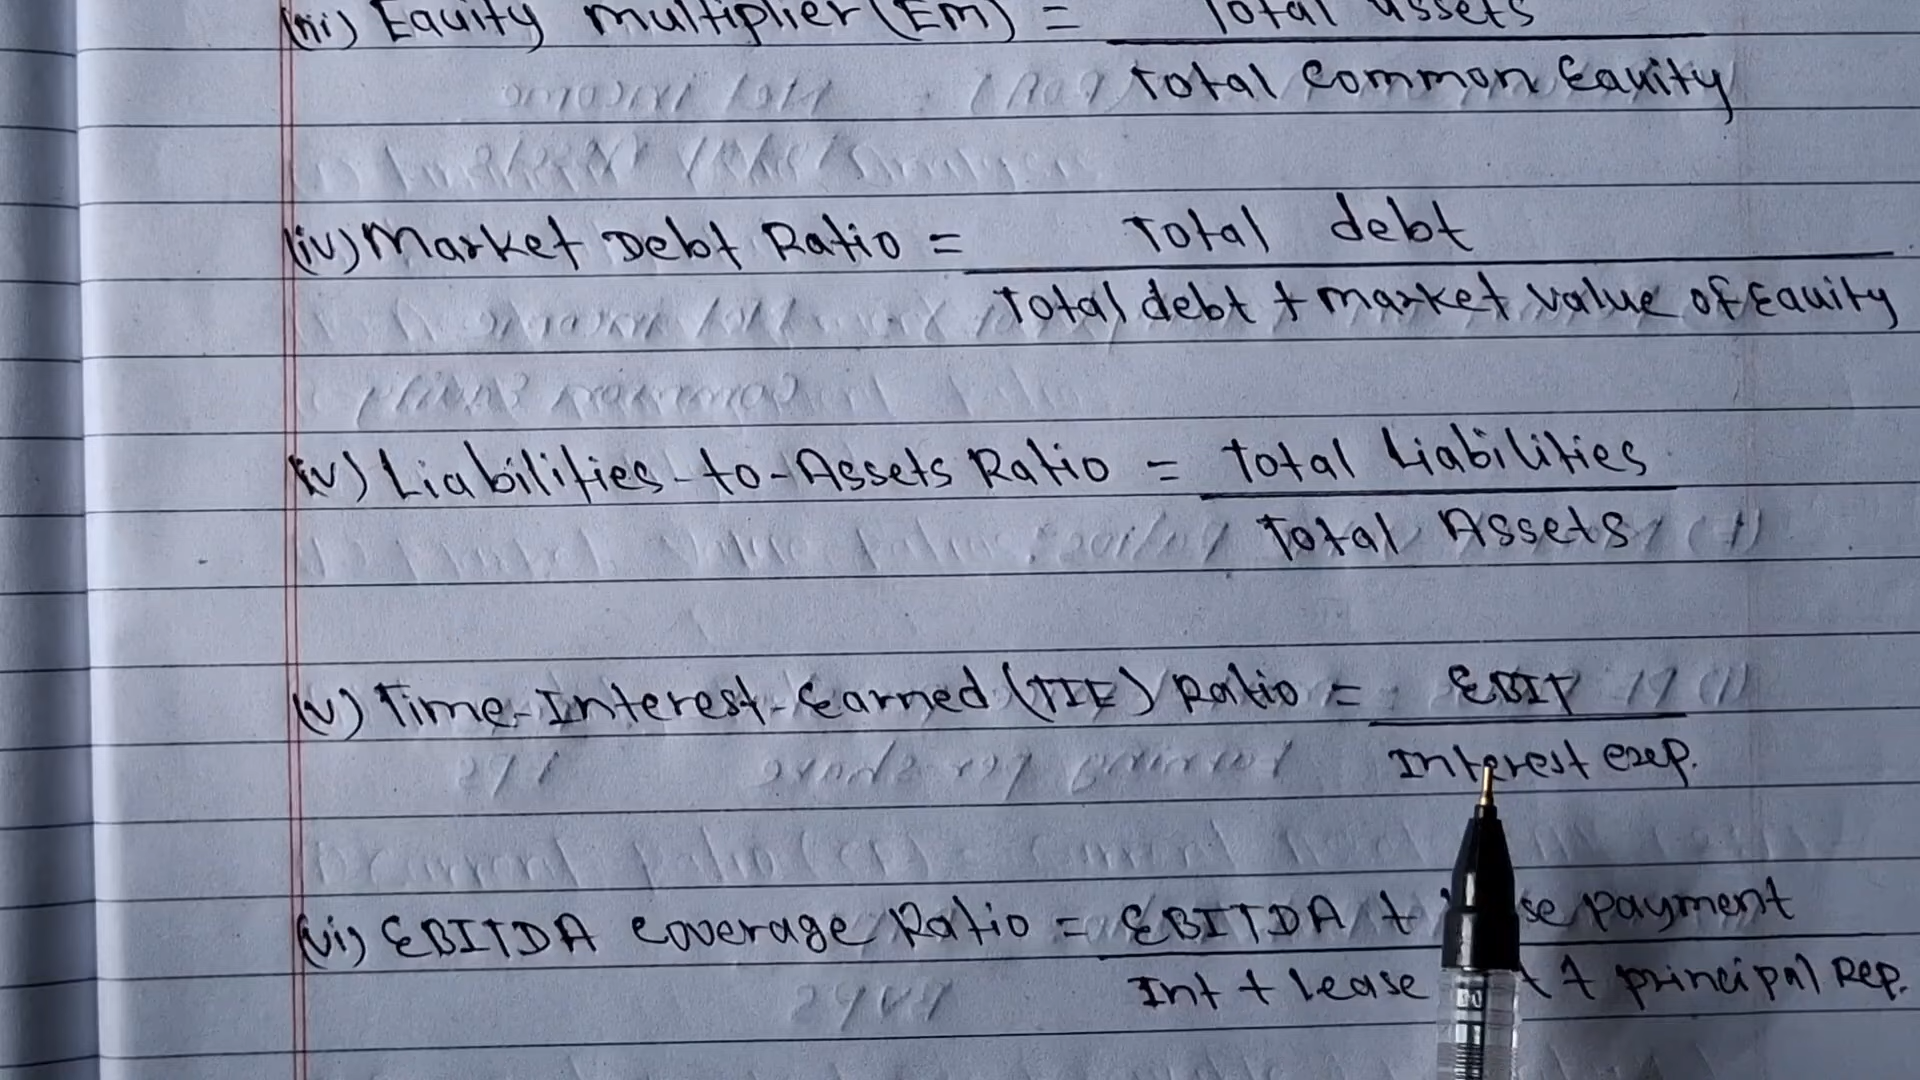 (iii) Equity multiplier (Em) = Total assets
Total Common Equity
(iv) Market Debt Ratio = Total debt
Total debt + market value of Equity
(iv) Liabilities-to-Assets Ratio = Total Liabilities
Total Assets
(v) Time-Interest-Earned (TIE) Ratio = EBIT
Interest exp.
(vi) EBITDA Coverage Ratio = EBITDA + se payment
Int + lease t + principal Rep.